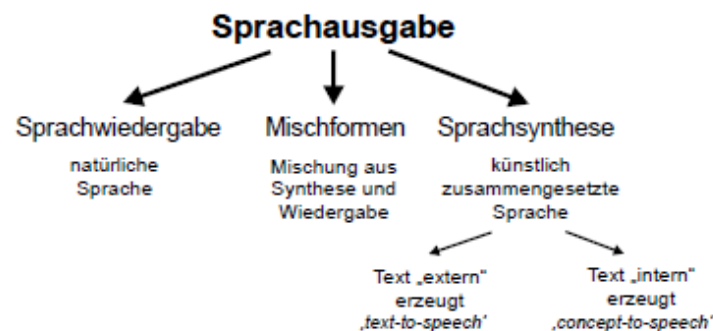 Sprachausgabe
Sprachwiedergabe
natürliche
Sprache
Mischformen
Mischung aus
Synthese und
Wiedergabe
Sprachsynthese
künstlich
zusammengesetzte
Sprache
Text „extern“
erzeugt
‚text-to-speech‘
Text „intern“
erzeugt
‚concept-to-speech‘